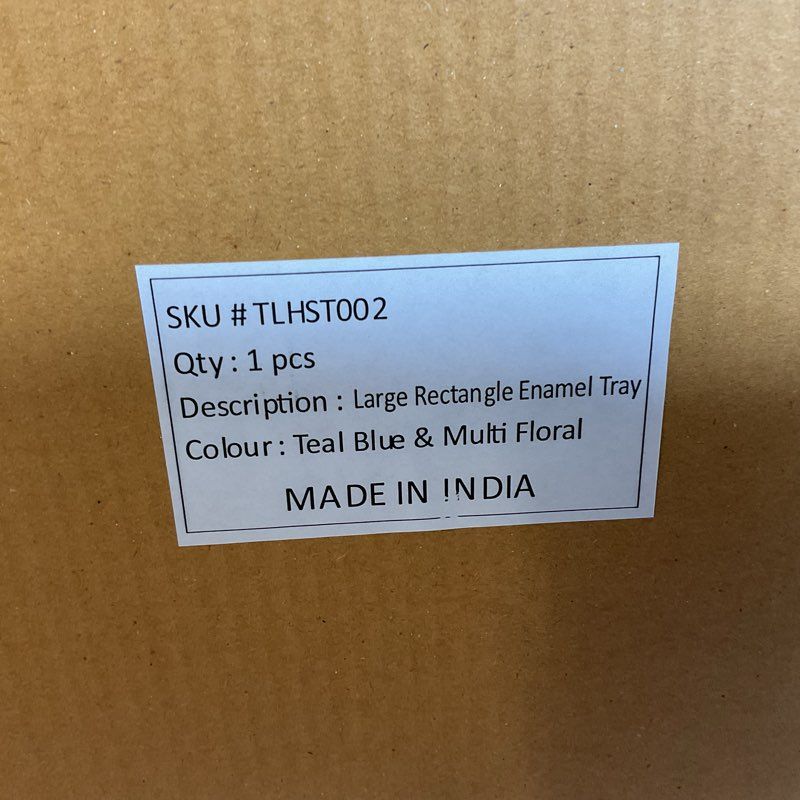 SKU # TLHST002
Qty : 1 pcs
Description : Large Rectangle Enamel Tray
Colour : Teal Blue & Multi Floral
MADE IN INDIA